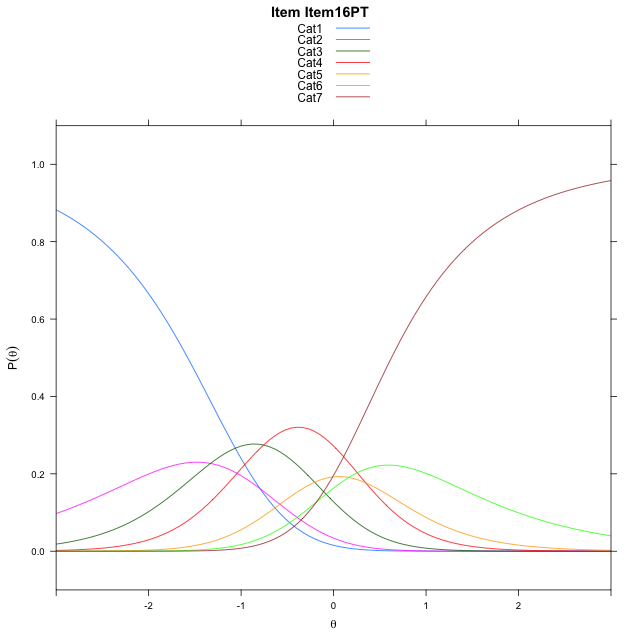 Item Item16PT
Cat1
Cat2
Cat3
Cat4
Cat5
Cat6
Cat7
1.0
0.8
0.6
0.4
0.2
0.0
P(θ)
-2 -1 0 1 2
θ